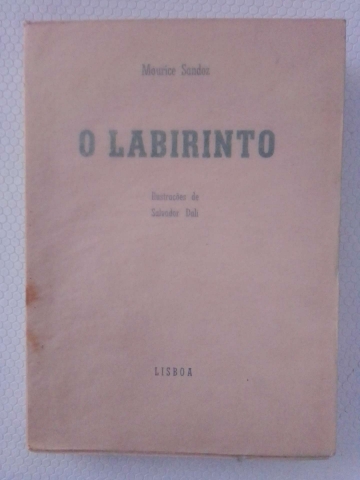 Maurice Sandoz
O LABIRINTO
Ilustrações de
Salvador Dali
LISBOA